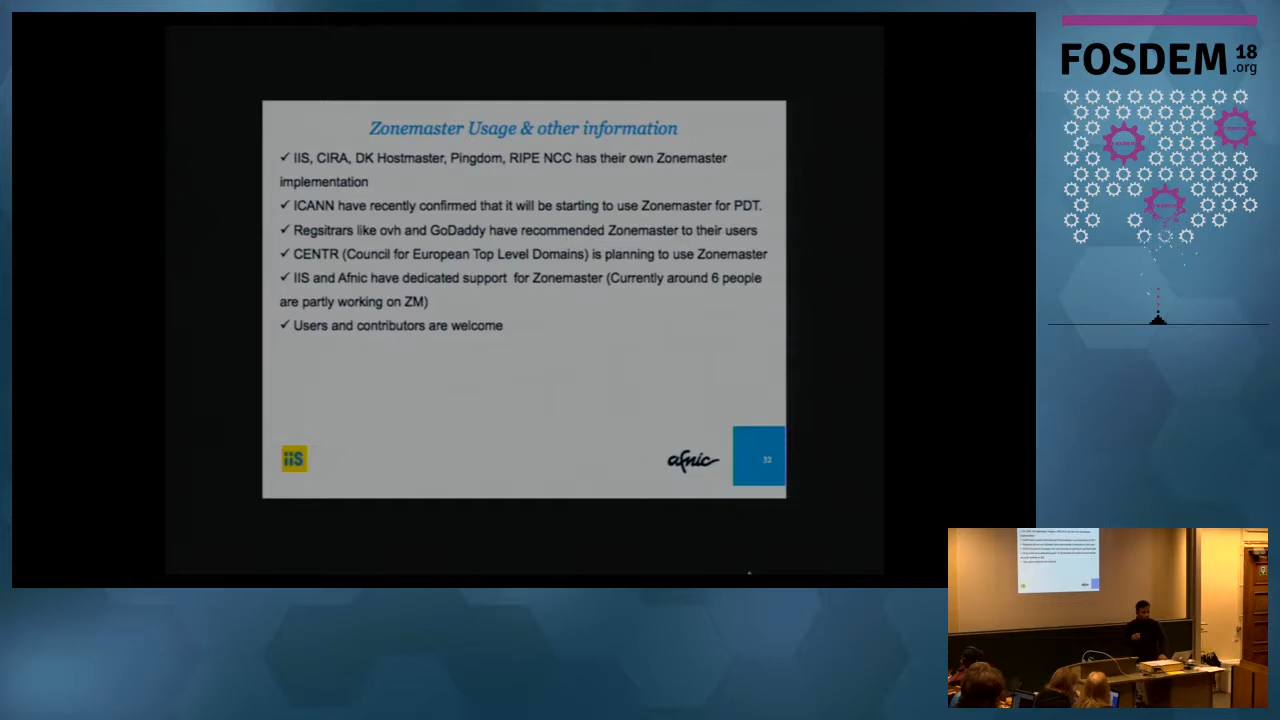 Zonemaster Usage & other information
✓ IIS, CIRA, DK Hostmaster, Pingdom, RIPE NCC has their own Zonemaster
implementation
✓ ICANN have recently confirmed that it will be starting to use Zonemaster for PDT.
✓ Regsitrars like ovh and GoDaddy have recommended Zonemaster to their users
✓ CENTR (Council for European Top Level Domains) is planning to use Zonemaster
✓ IIS and Afnic have dedicated support for Zonemaster (Currently around 6 people
are partly working on ZM)
✓ Users and contributors are welcome
iis
afnic
32
FOSDEM 18
.org